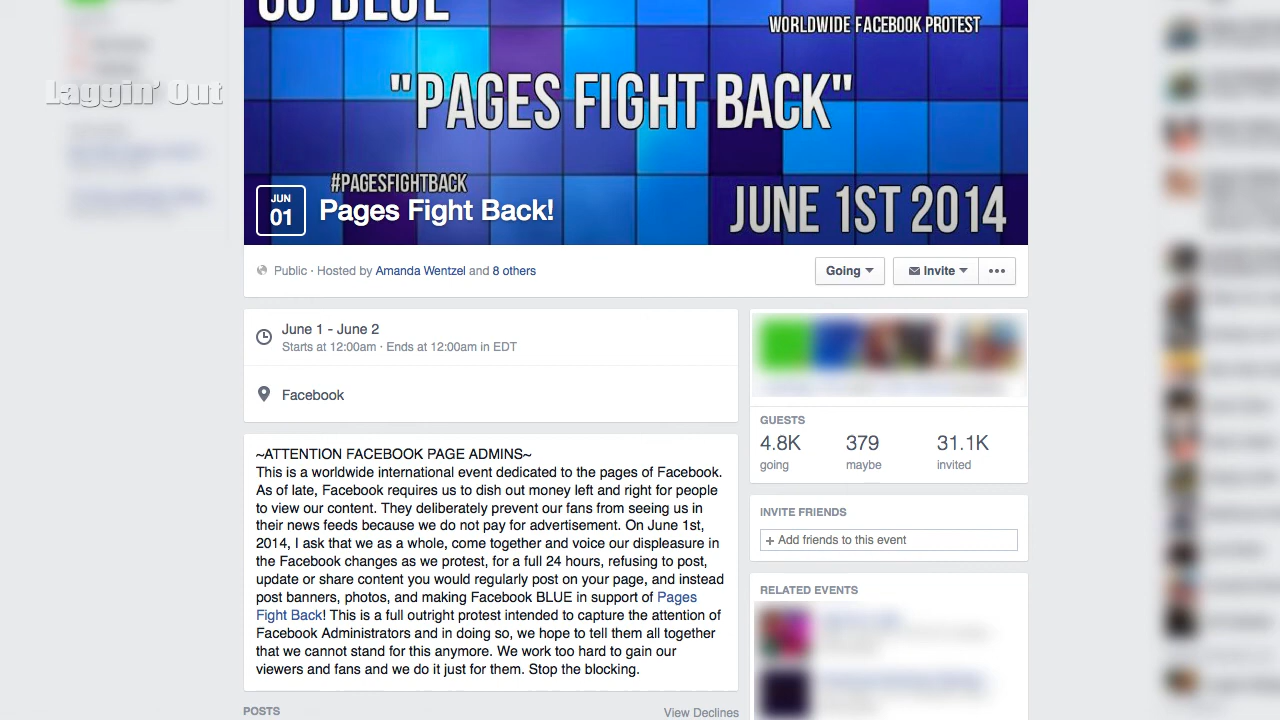 GO BLUE
WORLDWIDE FACEBOOK PROTEST
Laggin' Out
"PAGES FIGHT BACK"
#PAGESFIGHTBACK
JUN
01
Pages Fight Back!
JUNE 1ST 2014
Public · Hosted by Amanda Wentzel and 8 others
Going
Invite
June 1 - June 2
Starts at 12:00am · Ends at 12:00am in EDT
Facebook
GUESTS
4.8K 379 31.1K
going maybe invited
~ATTENTION FACEBOOK PAGE ADMINS~
This is a worldwide international event dedicated to the pages of Facebook.
As of late, Facebook requires us to dish out money left and right for people
to view our content. They deliberately prevent our fans from seeing us in
their news feeds because we do not pay for advertisement. On June 1st,
2014, I ask that we as a whole, come together and voice our displeasure in
the Facebook changes as we protest, for a full 24 hours, refusing to post,
update or share content you would regularly post on your page, and instead
post banners, photos, and making Facebook BLUE in support of Pages
Fight Back! This is a full outright protest intended to capture the attention of
Facebook Administrators and in doing so, we hope to tell them all together
that we cannot stand for this anymore. We work too hard to gain our
viewers and fans and we do it just for them. Stop the blocking.
INVITE FRIENDS
+ Add friends to this event
RELATED EVENTS
POSTS
View Declines